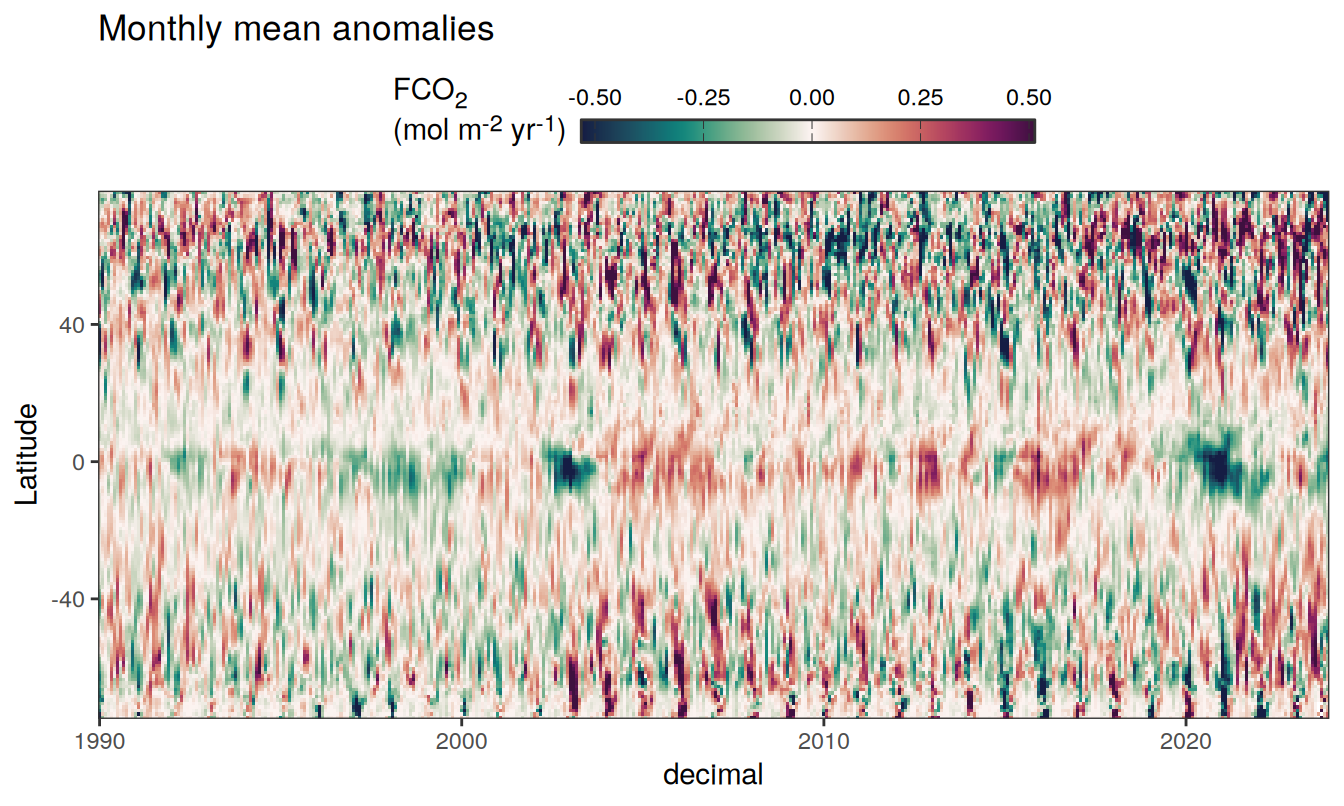 Monthly mean anomalies
FCO₂
(mol m⁻² yr⁻¹)
-0.50 -0.25 0.00 0.25 0.50
Latitude
40
0
-40
1990 2000 2010 2020
decimal